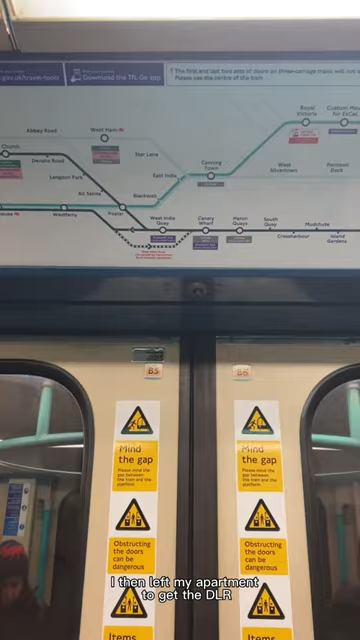 gov.uk/travel-tools
Download the TfL Go app
The first and last two sets of doors on three-carriage trains will not
Please use the centre of the train
Royal
Victoria
Custom House
for ExCeL
Abbey Road
West Ham
Church
Devons Road
Star Lane
Langdon Park
Canning
Town
East India
West
Silvertown
Pontoon
Dock
All Saints
Blackwall
Westferry
Poplar
West India
Quay
Canary
Wharf
Heron
Quays
South
Quay
Crossharbour
Mudchute
Island
Gardens
B5
B6
Mind
the gap
Please mind the
gap between
the train and the
platform
Mind
the gap
Please mind the
gap between
the train and the
platform
Obstructing
the doors
can be
dangerous
Obstructing
the doors
can be
dangerous
I then left my apartment
to get the DLR
Items
Items